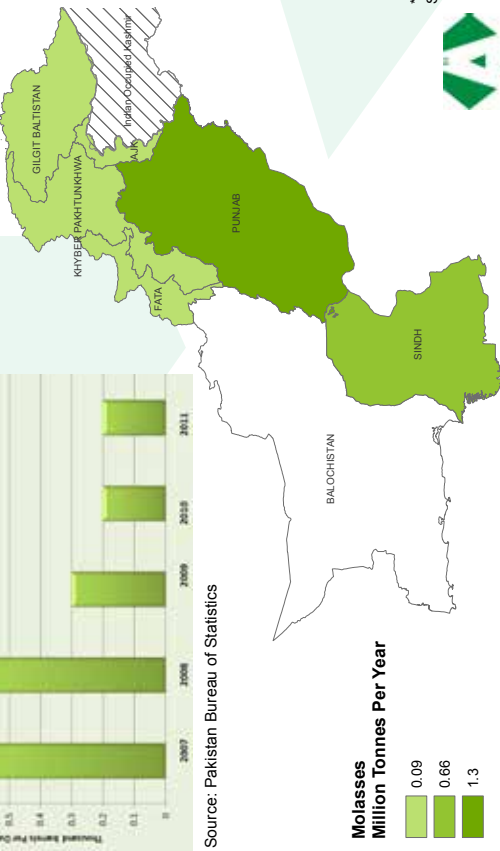 0.5
0.4
0.3
0.2
0.1
0
2007
2008
2009
2010
2011
Source: Pakistan Bureau of Statistics
GILGIT BALTISTAN
KHYBER PAKHTUNKHWA
Indian Occupied Kashmir
AJK
FATA
PUNJAB
BALOCHISTAN
SINDH
Molasses
Million Tonnes Per Year
0.09
0.66
1.3